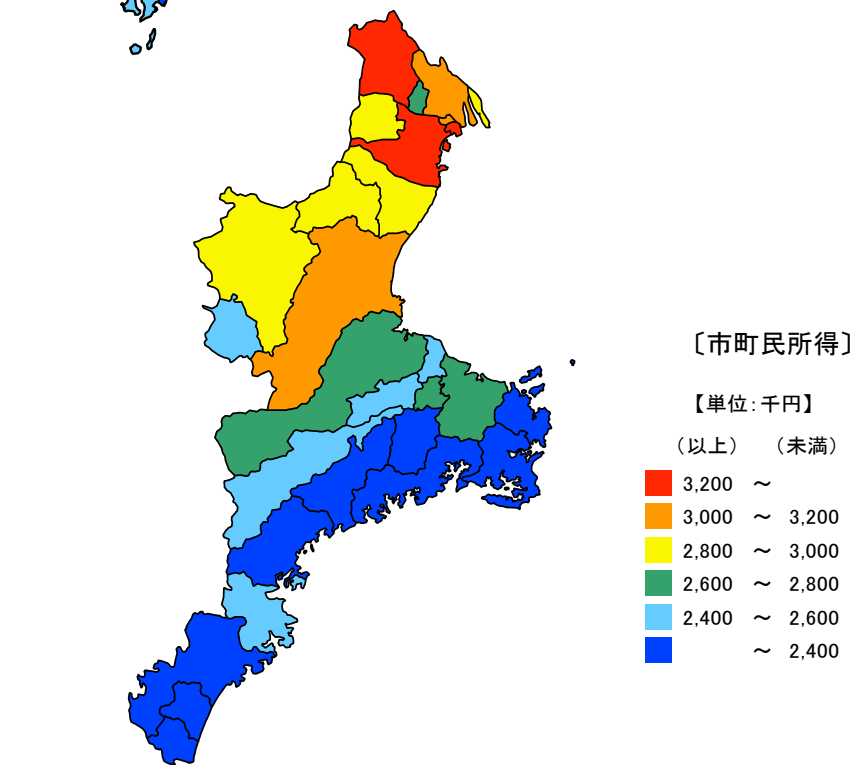 〔市町民所得〕
【単位：千円】
（以上） （未満）
3,200 ～
3,000 ～ 3,200
2,800 ～ 3,000
2,600 ～ 2,800
2,400 ～ 2,600
～ 2,400